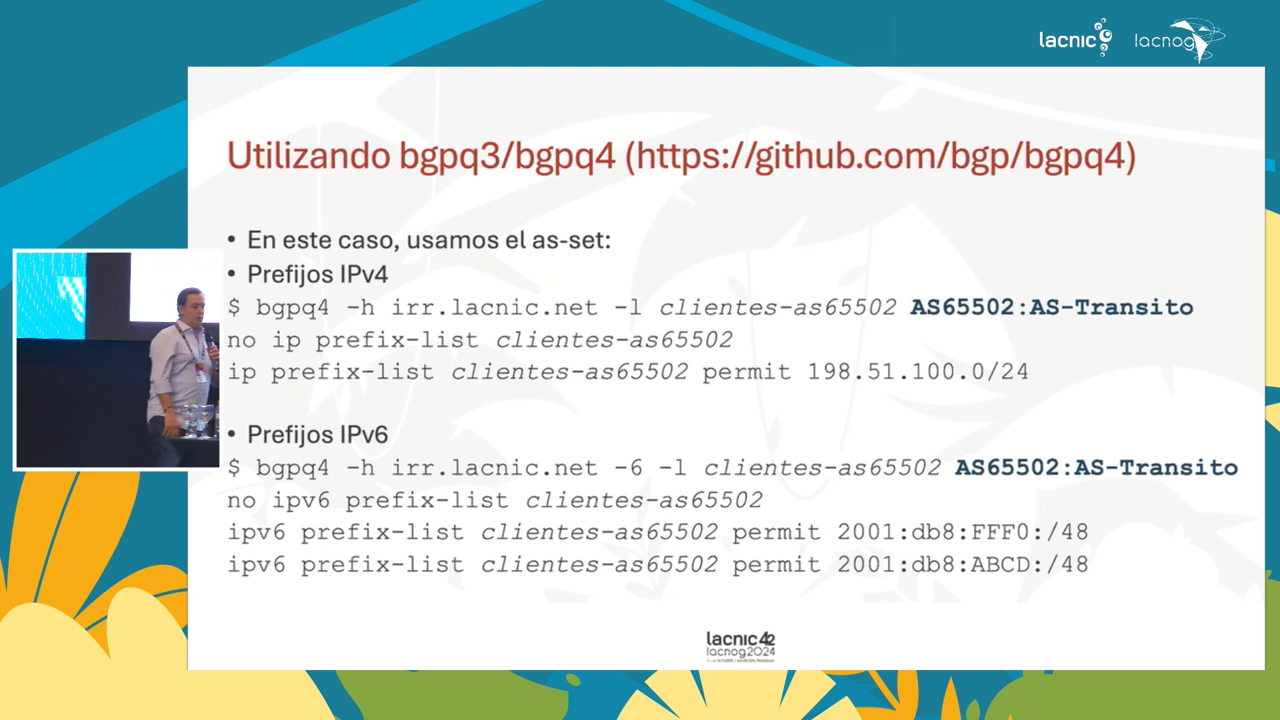 lacnic lacnog
Utilizando bgpq3/bgpq4 (https://github.com/bgp/bgpq4)
• En este caso, usamos el as-set:
• Prefijos IPv4
$ bgpq4 -h irr.lacnic.net -l clientes-as65502 AS65502:AS-Transito
no ip prefix-list clientes-as65502
ip prefix-list clientes-as65502 permit 198.51.100.0/24
• Prefijos IPv6
$ bgpq4 -h irr.lacnic.net -6 -l clientes-as65502 AS65502:AS-Transito
no ipv6 prefix-list clientes-as65502
ipv6 prefix-list clientes-as65502 permit 2001:db8:FFF0:/48
ipv6 prefix-list clientes-as65502 permit 2001:db8:ABCD:/48
lacnic42
lacnog2024